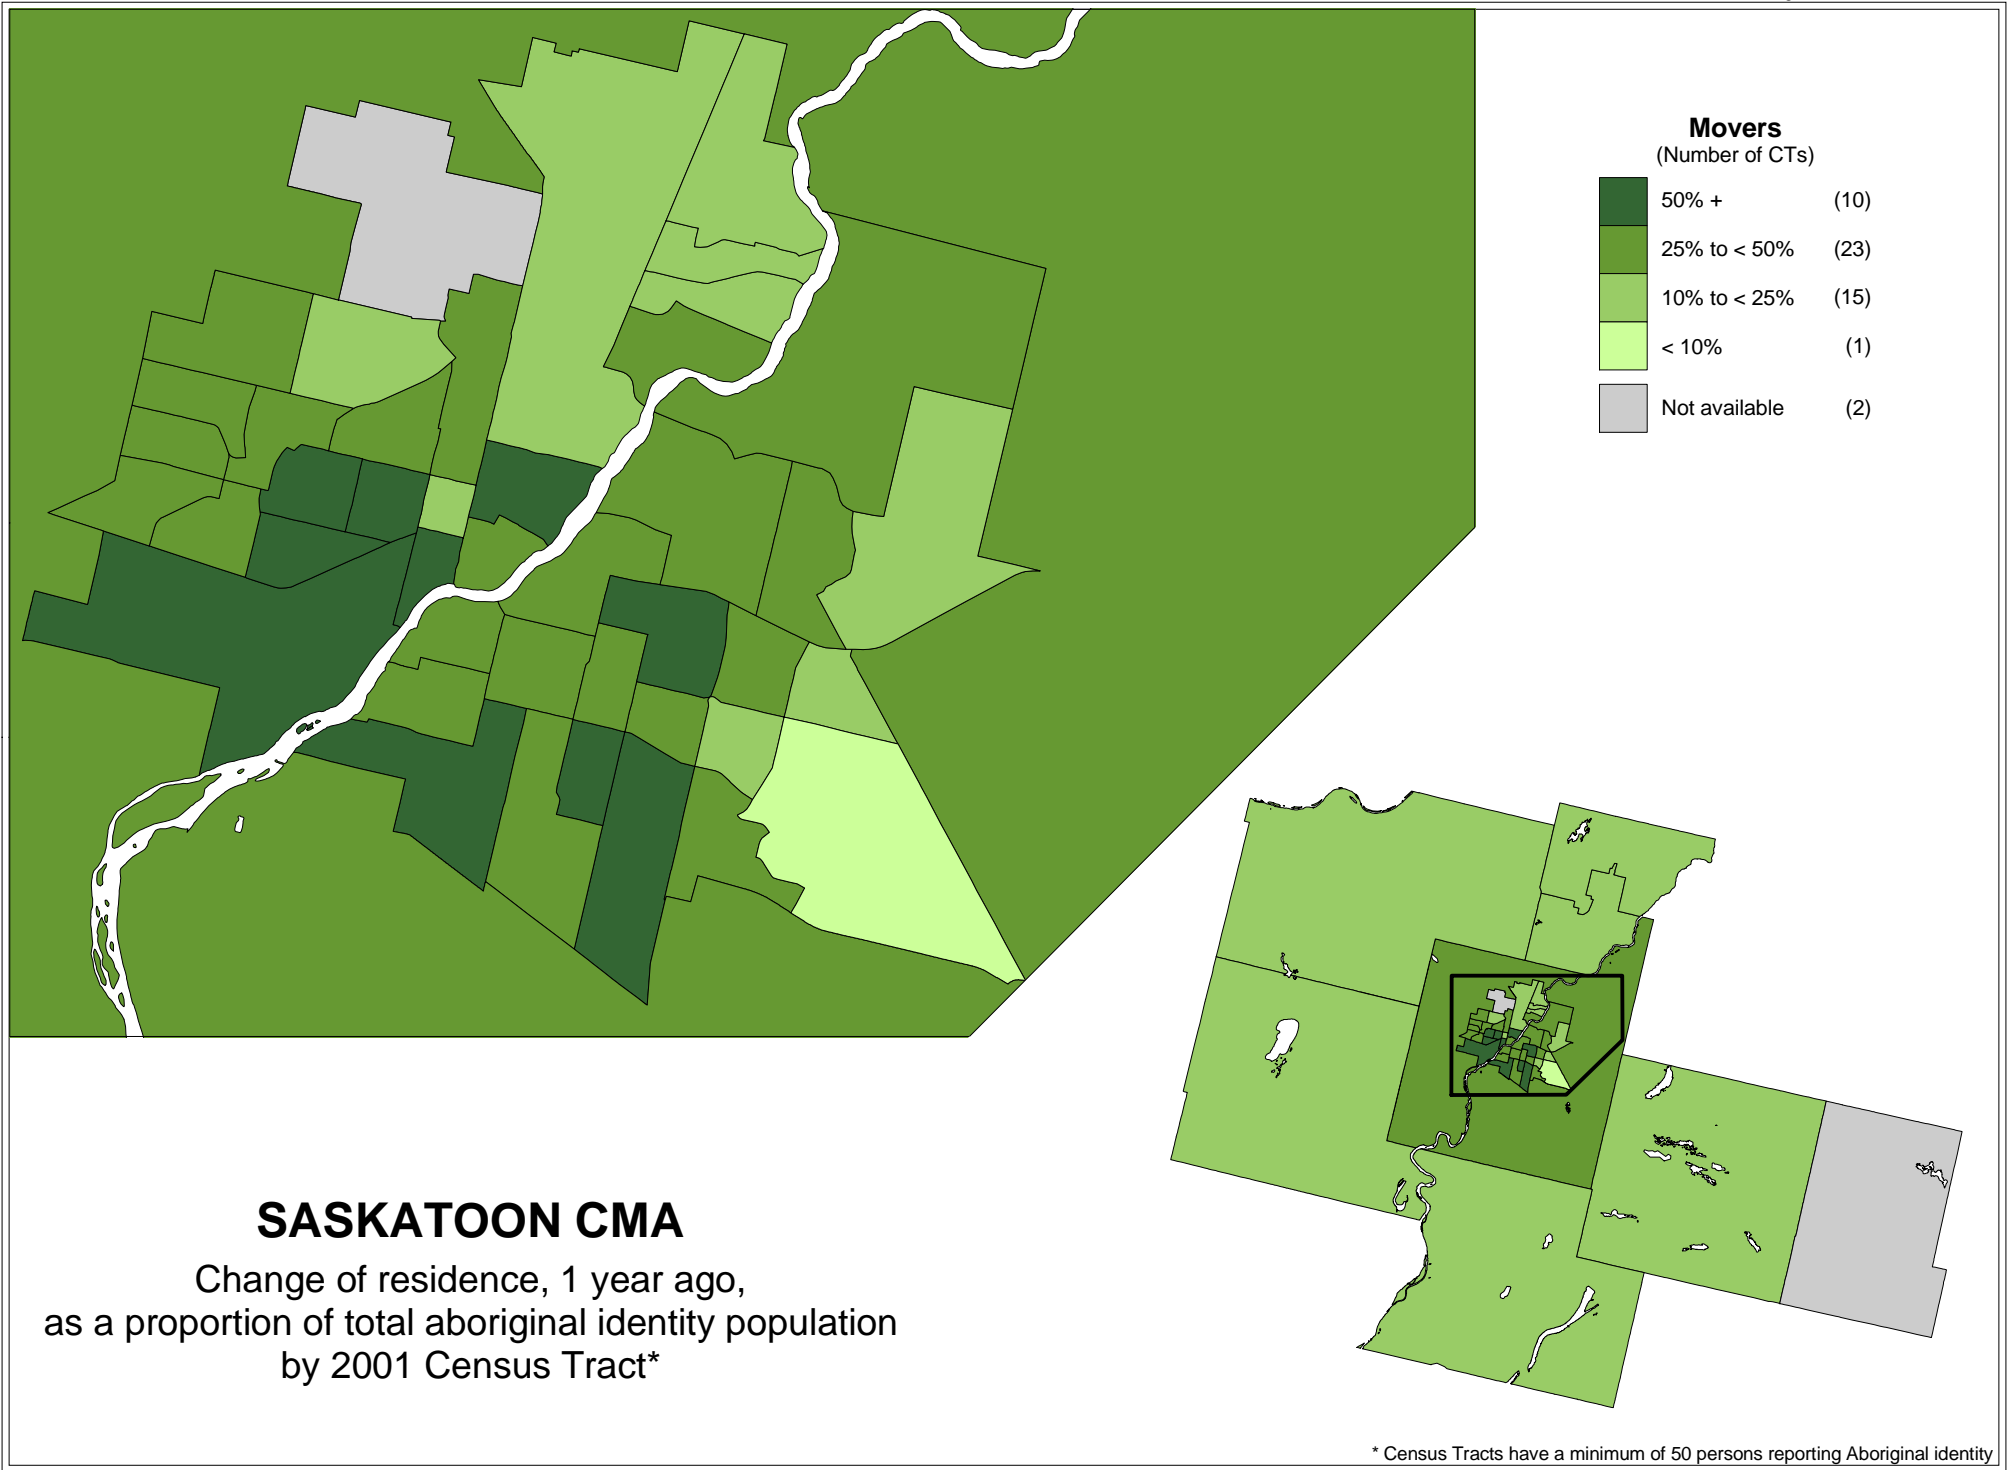 Movers
(Number of CTs)
50% + (10)
25% to < 50% (23)
10% to < 25% (15)
< 10% (1)
Not available (2)
SASKATOON CMA
Change of residence, 1 year ago,
as a proportion of total aboriginal identity population
by 2001 Census Tract*
* Census Tracts have a minimum of 50 persons reporting Aboriginal identity